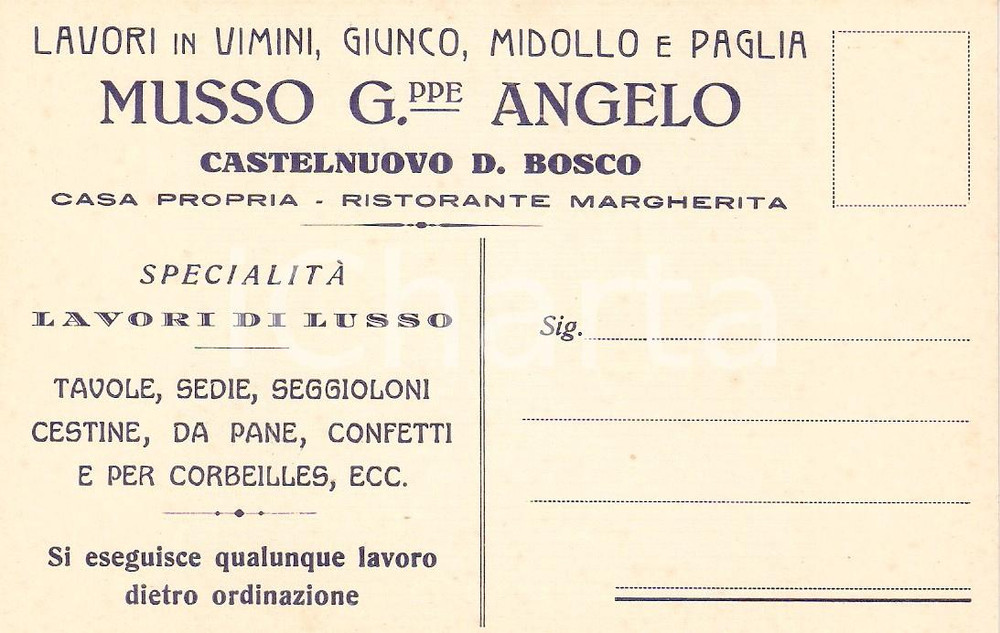 LAVORI IN VIMINI, GIUNCO, MIDOLLO E PAGLIA
MUSSO G.PPE ANGELO
CASTELNUOVO D. BOSCO
CASA PROPRIA - RISTORANTE MARGHERITA
SPECIALITÀ
LAVORI DI LUSSO
TAVOLE, SEDIE, SEGGIOLONI
CESTINE, DA PANE, CONFETTI
E PER CORBEILLES, ECC.
Si eseguisce qualunque lavoro
dietro ordinazione
Sig.
iCharta